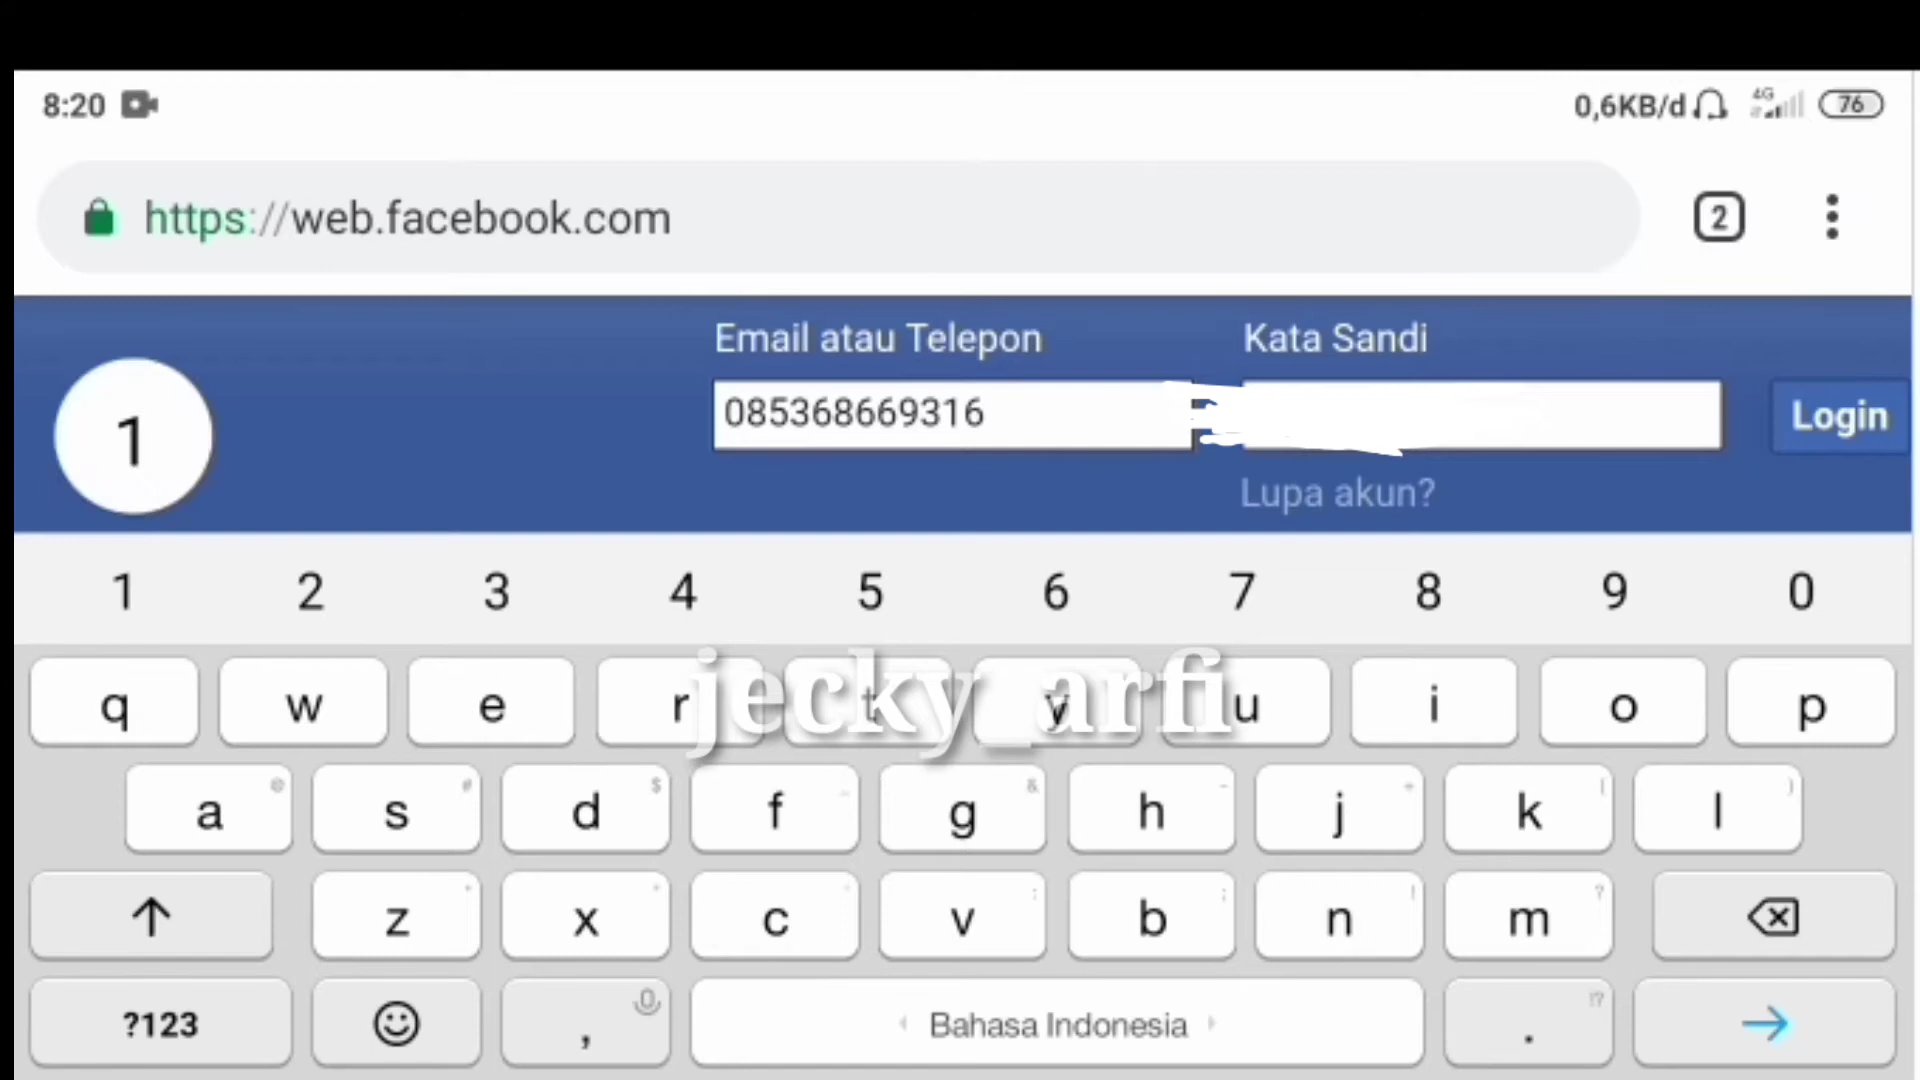 8:20 0,6KB/d 4G 76
https://web.facebook.com 2
Email atau Telepon Kata Sandi
1 085368669316 Login
Lupa akun?
1 2 3 4 5 6 7 8 9 0
q w e r t y u i o p
jecky_arfi
a s d f g h j k l
z x c v b n m
?123 , Bahasa Indonesia .